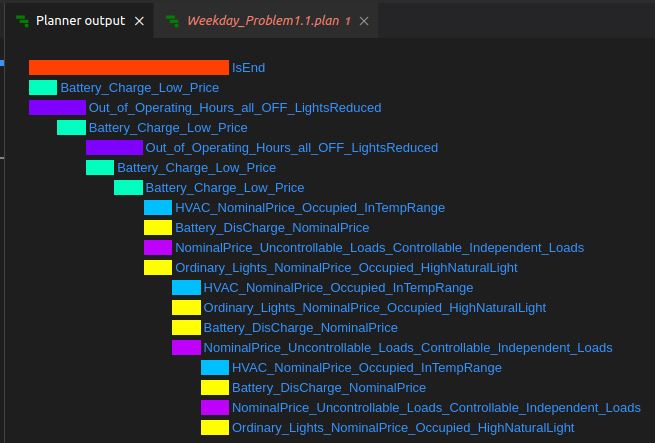 Planner output ×
Weekday_Problem1.1.plan 1 ×
IsEnd
Battery_Charge_Low_Price
Out_of_Operating_Hours_all_OFF_LightsReduced
Battery_Charge_Low_Price
Out_of_Operating_Hours_all_OFF_LightsReduced
Battery_Charge_Low_Price
Battery_Charge_Low_Price
HVAC_NominalPrice_Occupied_InTempRange
Battery_DisCharge_NominalPrice
NominalPrice_Uncontrollable_Loads_Controllable_Independent_Loads
Ordinary_Lights_NominalPrice_Occupied_HighNaturalLight
HVAC_NominalPrice_Occupied_InTempRange
Ordinary_Lights_NominalPrice_Occupied_HighNaturalLight
Battery_DisCharge_NominalPrice
NominalPrice_Uncontrollable_Loads_Controllable_Independent_Loads
HVAC_NominalPrice_Occupied_InTempRange
Battery_DisCharge_NominalPrice
NominalPrice_Uncontrollable_Loads_Controllable_Independent_Loads
Ordinary_Lights_NominalPrice_Occupied_HighNaturalLight